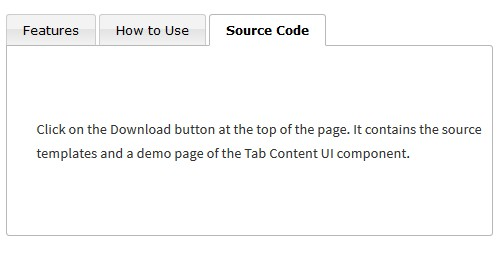 Features How to Use Source Code
Click on the Download button at the top of the page. It contains the source
templates and a demo page of the Tab Content UI component.